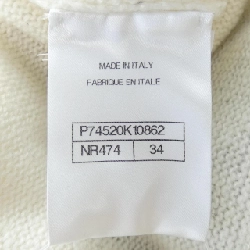 MADE IN ITALY
FABRIQUE EN ITALIE
P74520K10862
NR474 34